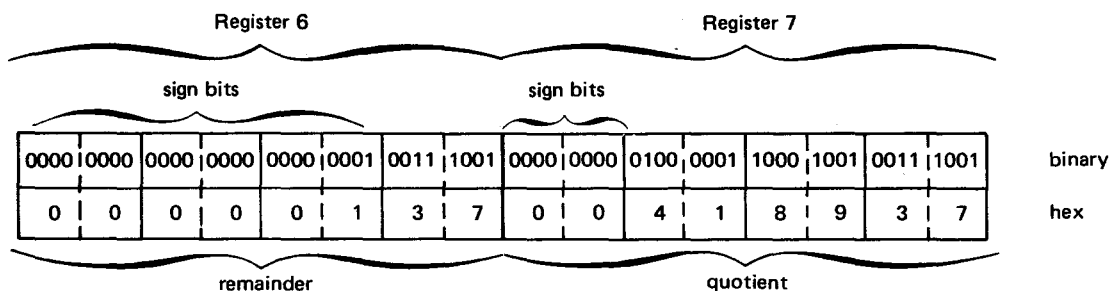 Register 6 Register 7
sign bits sign bits
0000 0000 0000 0000 0000 0001 0011 1001 0000 0000 0100 0001 1000 1001 0011 1001 binary
0 0 0 0 0 1 3 7 0 0 4 1 8 9 3 7 hex
remainder quotient